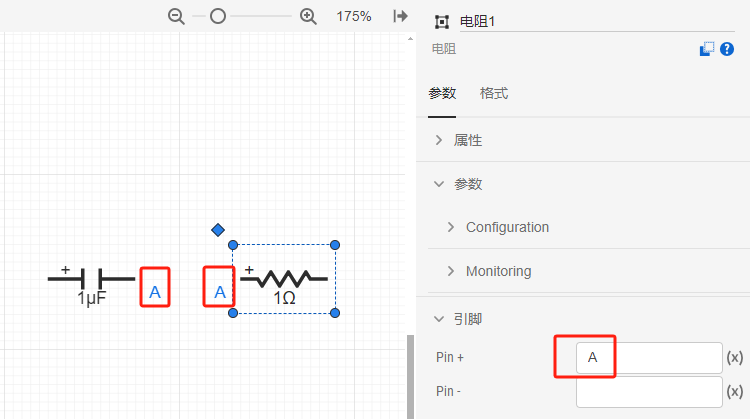 175%
+
1μF
A
A
+
1Ω
电阻1
电阻
?
参数 格式
属性
参数
Configuration
Monitoring
引脚
Pin + A (x)
Pin - (x)